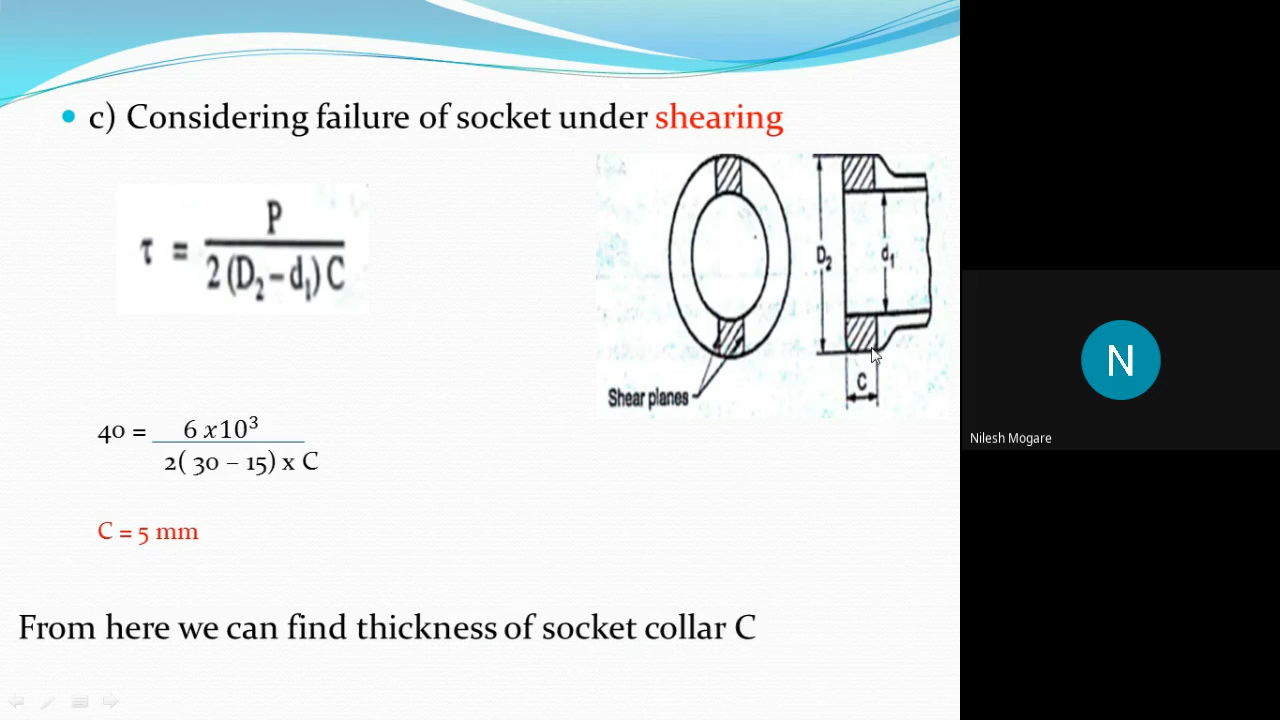 c) Considering failure of socket under shearing
τ = P / 2 (D₂ – d₁) C
D₂
d₁
C
Shear planes
40 = 6 x10³ / 2( 30 – 15) x C
C = 5 mm
From here we can find thickness of socket collar C
N
Nilesh Mogare